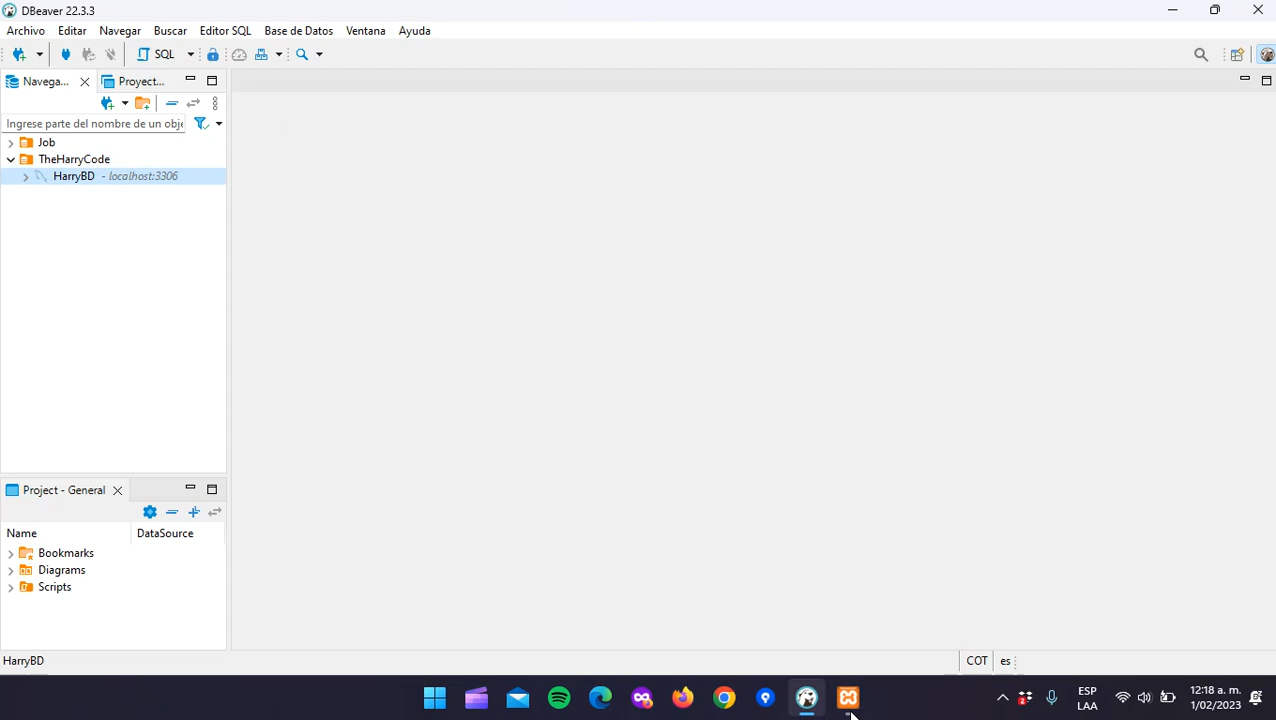 DBeaver 22.3.3
Archivo Editar Navegar Buscar Editor SQL Base de Datos Ventana Ayuda
SQL
Navega... Proyect...
Ingrese parte del nombre de un obje
Job
TheHarryCode
HarryBD - localhost:3306
Project - General
Name DataSource
Bookmarks
Diagrams
Scripts
HarryBD COT es
ESP
LAA
12:18 a. m.
1/02/2023